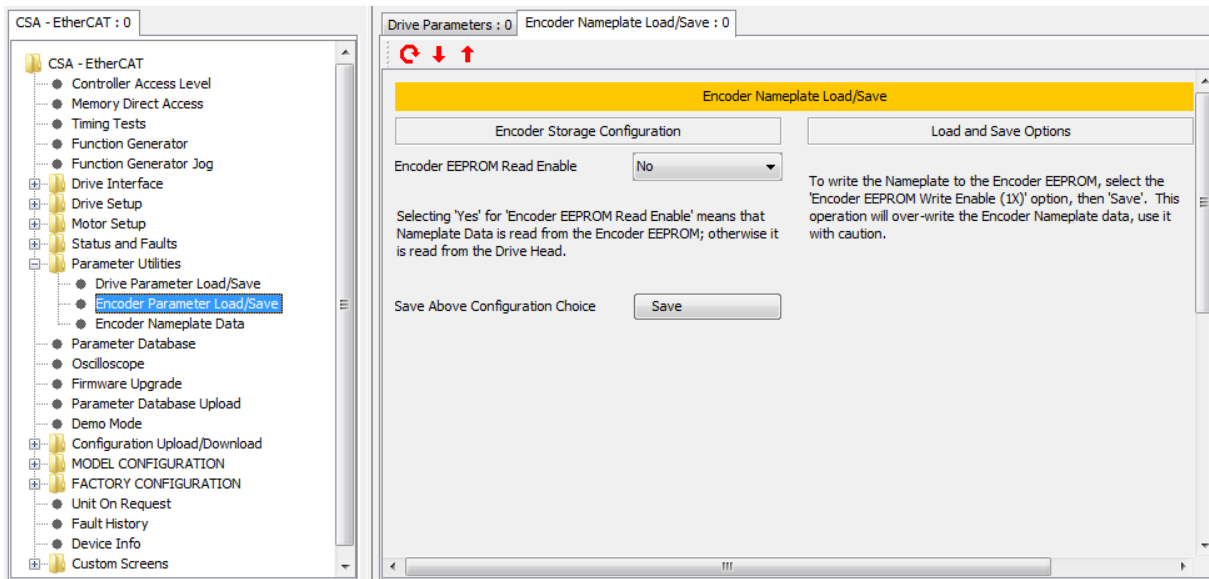 CSA - EtherCAT : 0
CSA - EtherCAT
Controller Access Level
Memory Direct Access
Timing Tests
Function Generator
Function Generator Jog
Drive Interface
Drive Setup
Motor Setup
Status and Faults
Parameter Utilities
Drive Parameter Load/Save
Encoder Parameter Load/Save
Encoder Nameplate Data
Parameter Database
Oscilloscope
Firmware Upgrade
Parameter Database Upload
Demo Mode
Configuration Upload/Download
MODEL CONFIGURATION
FACTORY CONFIGURATION
Unit On Request
Fault History
Device Info
Custom Screens
Drive Parameters : 0
Encoder Nameplate Load/Save : 0
Encoder Nameplate Load/Save
Encoder Storage Configuration
Encoder EEPROM Read Enable
No
Selecting 'Yes' for 'Encoder EEPROM Read Enable' means that
Nameplate Data is read from the Encoder EEPROM; otherwise it
is read from the Drive Head.
Save Above Configuration Choice
Save
Load and Save Options
To write the Nameplate to the Encoder EEPROM, select the
'Encoder EEPROM Write Enable (1X)' option, then 'Save'. This
operation will over-write the Encoder Nameplate data, use it
with caution.